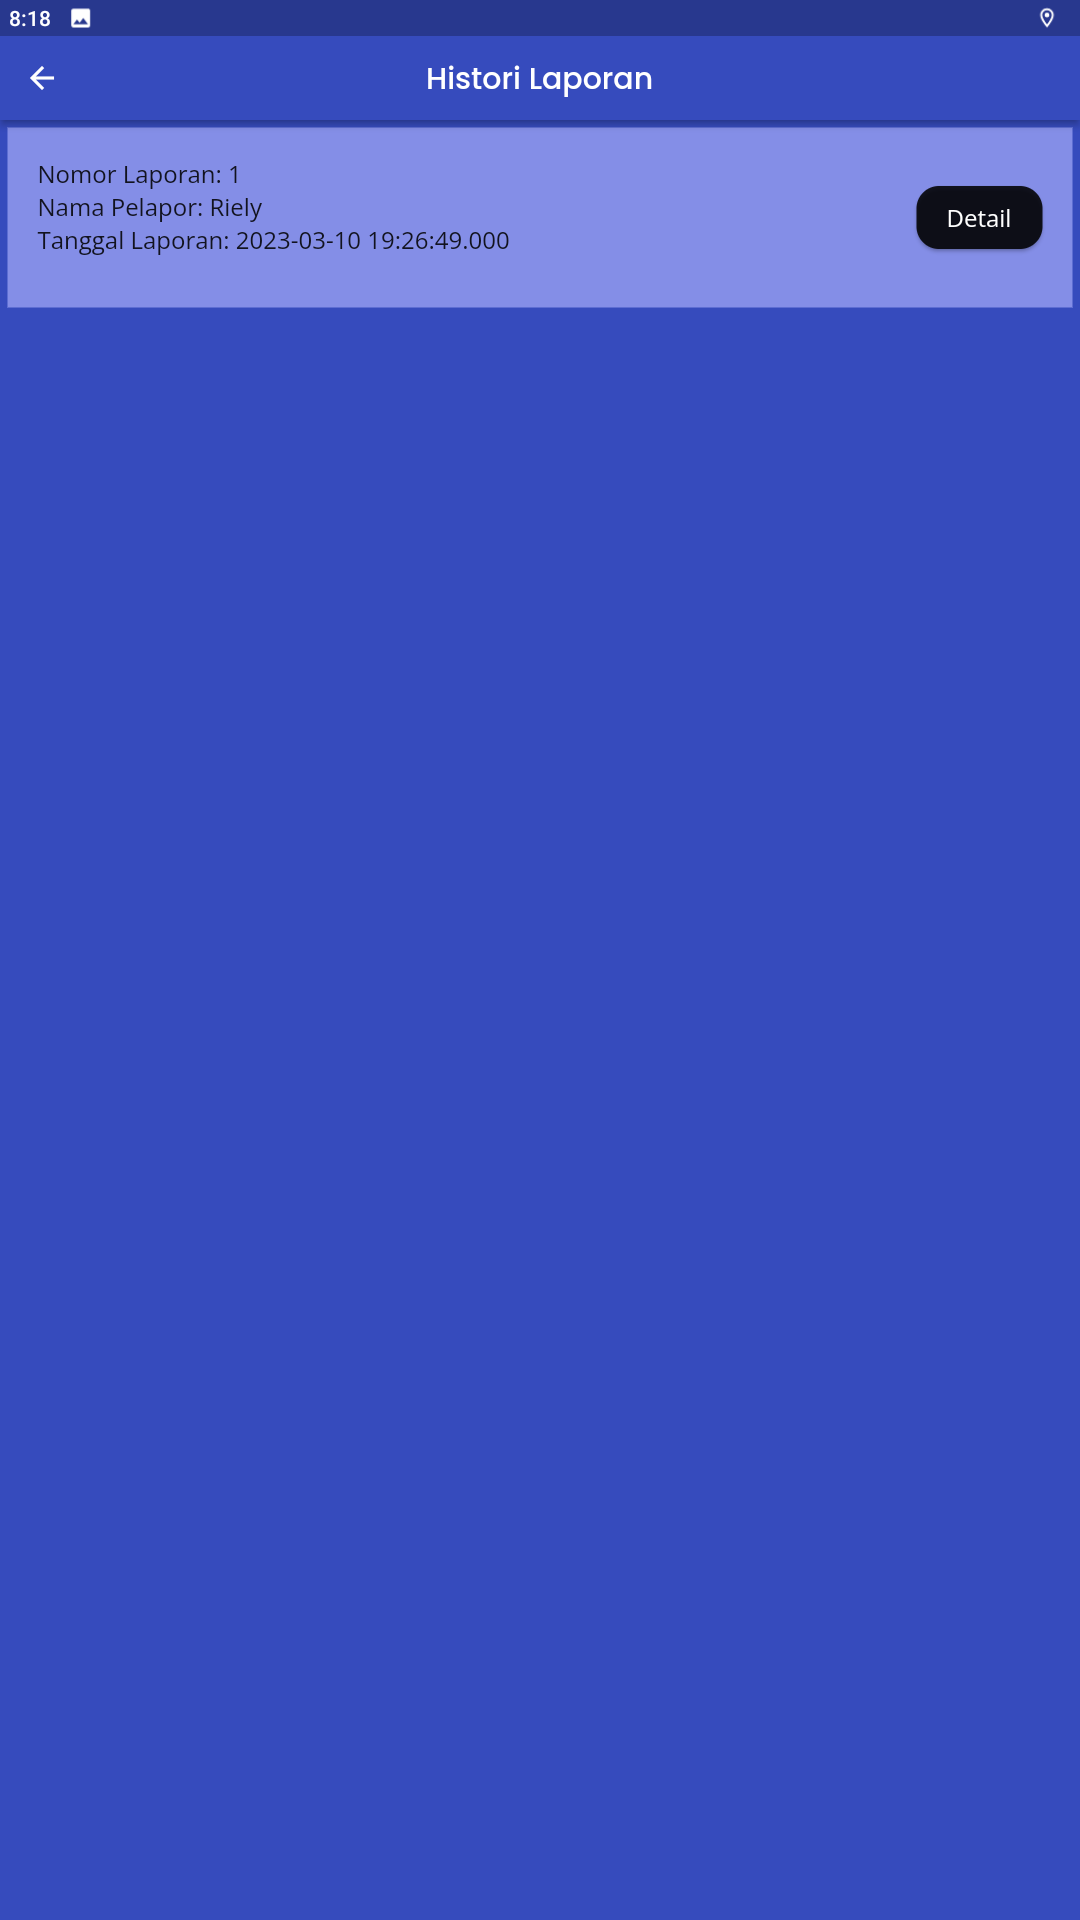 8:18
Histori Laporan
Nomor Laporan: 1
Nama Pelapor: Riely
Tanggal Laporan: 2023-03-10 19:26:49.000
Detail